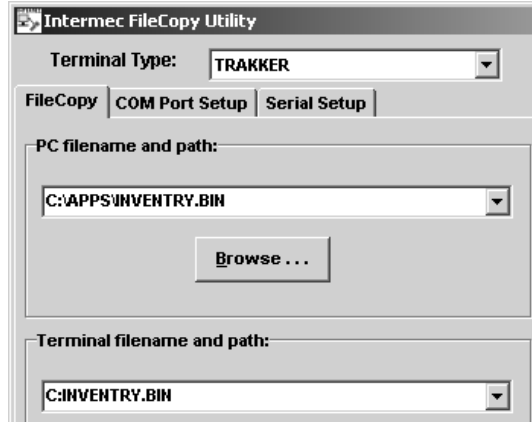 Intermec FileCopy Utility
Terminal Type: TRAKKER
FileCopy COM Port Setup Serial Setup
PC filename and path:
C:\APPS\INVENTRY.BIN
Browse . . .
Terminal filename and path:
C:INVENTRY.BIN